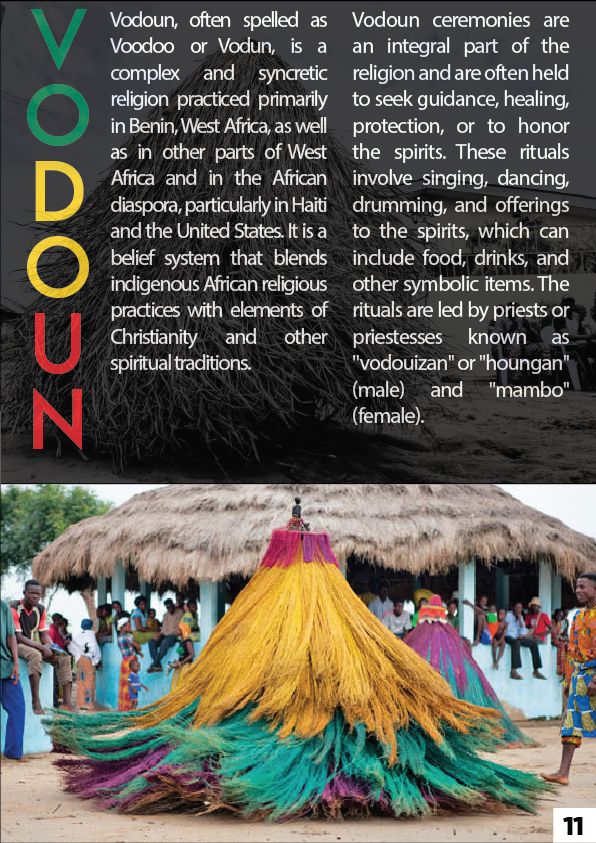 VODOUN
Vodoun, often spelled as
Voodoo or Vodun, is a
complex and syncretic
religion practiced primarily
in Benin, West Africa, as well
as in other parts of West
Africa and in the African
diaspora, particularly in Haiti
and the United States. It is a
belief system that blends
indigenous African religious
practices with elements of
Christianity and other
spiritual traditions.
Vodoun ceremonies are
an integral part of the
religion and are often held
to seek guidance, healing,
protection, or to honor
the spirits. These rituals
involve singing, dancing,
drumming, and offerings
to the spirits, which can
include food, drinks, and
other symbolic items. The
rituals are led by priests or
priestesses known as
"vodouizan" or "houngan"
(male) and "mambo"
(female).
11